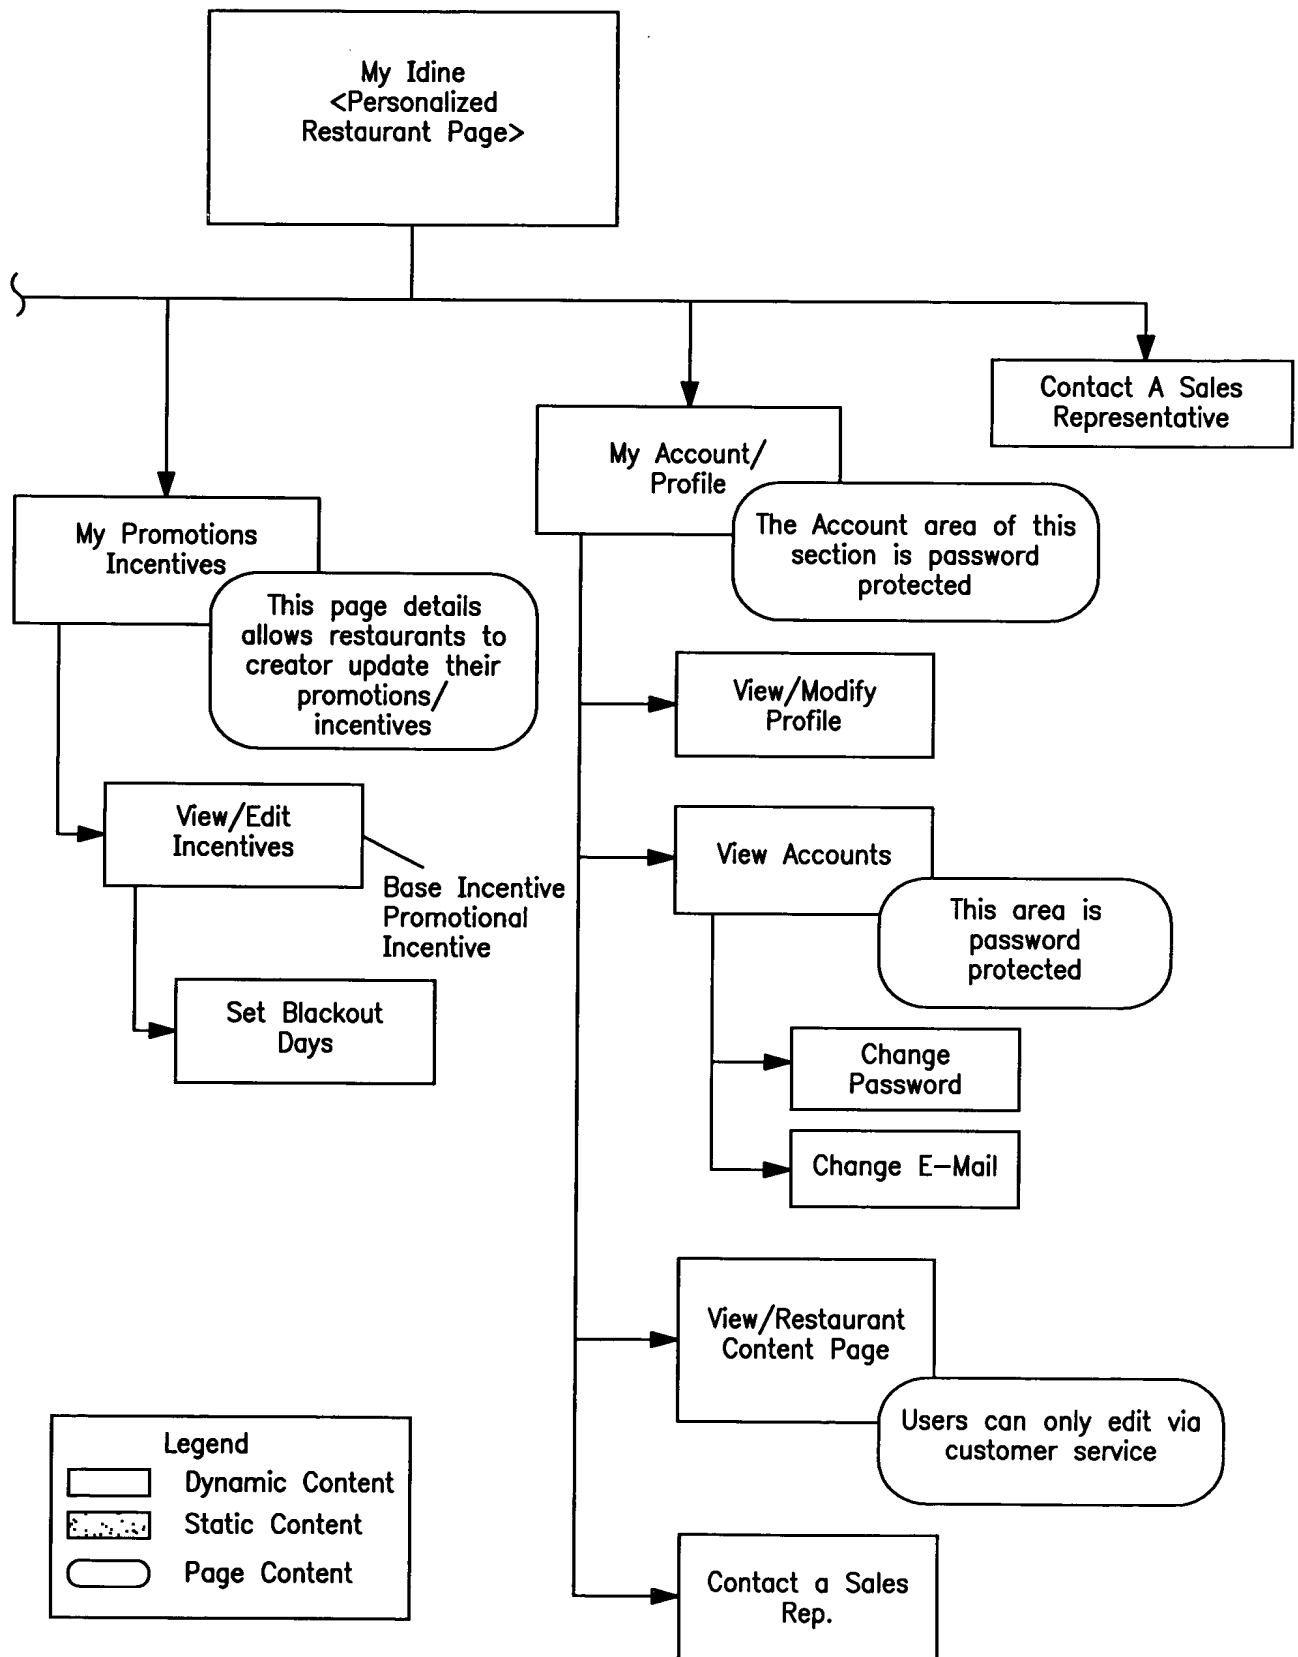 My Idine
<Personalized
Restaurant Page>
Contact A Sales
Representative
My Account/
Profile
The Account area of this
section is password
protected
My Promotions
Incentives
This page details
allows restaurants to
creator update their
promotions/
incentives
View/Modify
Profile
View/Edit
Incentives
Base Incentive
Promotional
Incentive
View Accounts
This area is
password
protected
Set Blackout
Days
Change
Password
Change E-Mail
View/Restaurant
Content Page
Users can only edit via
customer service
Contact a Sales
Rep.
Legend
Dynamic Content
Static Content
Page Content